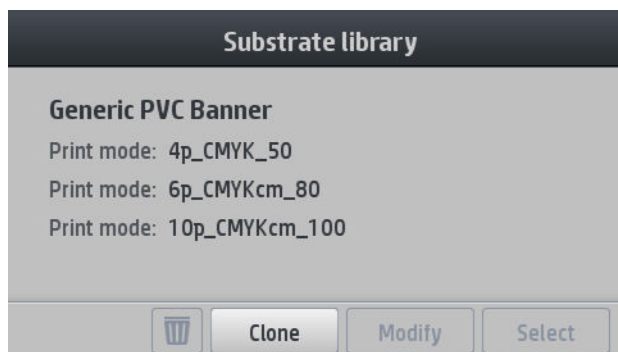 Substrate library
Generic PVC Banner
Print mode: 4p_CMYK_50
Print mode: 6p_CMYKcm_80
Print mode: 10p_CMYKcm_100
Clone Modify Select